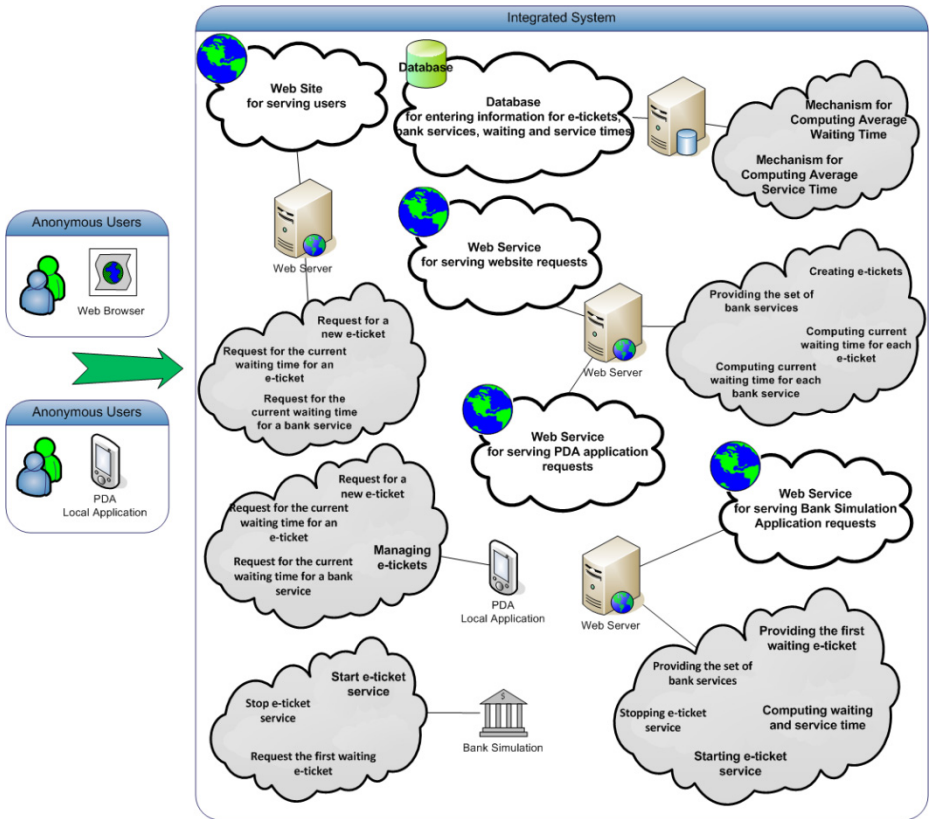 Integrated System
Web Site
for serving users
Database
Database
for entering information for e-tickets,
bank services, waiting and service times
Mechanism for
Computing Average
Waiting Time
Mechanism for
Computing Average
Service Time
Web Server
Web Service
for serving website requests
Anonymous Users
Web Browser
Creating e-tickets
Providing the set of
bank services
Computing current
waiting time for each
e-ticket
Computing current
waiting time for each
bank service
Web Server
Request for a
new e-ticket
Request for the current
waiting time for an
e-ticket
Request for the
current waiting time
for a bank service
Anonymous Users
PDA
Local Application
Web Service
for serving PDA application
requests
Web Service
for serving Bank Simulation
Application requests
Request for a
new e-ticket
Request for the current
waiting time for an
e-ticket
Managing
e-tickets
Request for the current
waiting time for a bank
service
PDA
Local Application
Web Server
Providing the first
waiting e-ticket
Providing the set of
bank services
Stopping e-ticket
service
Computing waiting
and service time
Starting e-ticket
service
Start e-ticket
service
Stop e-ticket
service
Request the first waiting
e-ticket
$
Bank Simulation